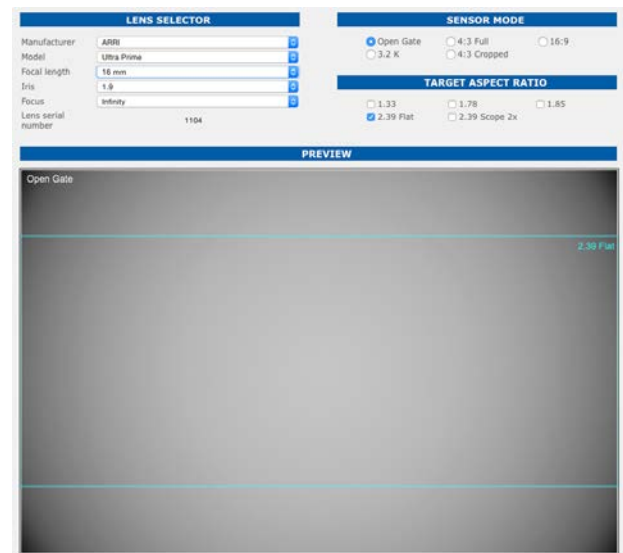 LENS SELECTOR
Manufacturer ARRI
Model Ultra Prime
Focal length 16 mm
Iris 1.9
Focus Infinity
Lens serial number 1104
SENSOR MODE
Open Gate 4:3 Full 16:9
3.2 K 4:3 Cropped
TARGET ASPECT RATIO
1.33 1.78 1.85
2.39 Flat 2.39 Scope 2x
PREVIEW
Open Gate
2.39 Flat